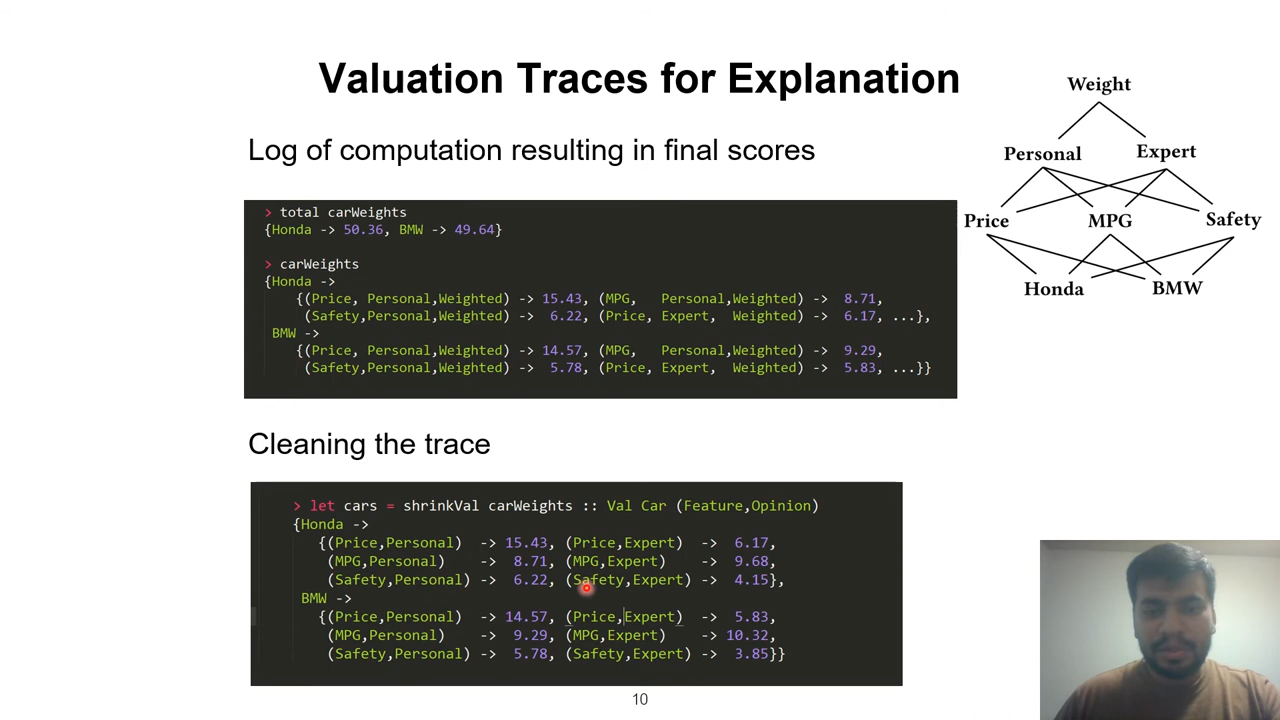 Valuation Traces for Explanation
Log of computation resulting in final scores
> total carWeights
{Honda -> 50.36, BMW -> 49.64}
> carWeights
{Honda ->
{(Price, Personal,Weighted) -> 15.43, (MPG, Personal,Weighted) -> 8.71,
(Safety,Personal,Weighted) -> 6.22, (Price, Expert, Weighted) -> 6.17, ...},
BMW ->
{(Price, Personal,Weighted) -> 14.57, (MPG, Personal,Weighted) -> 9.29,
(Safety,Personal,Weighted) -> 5.78, (Price, Expert, Weighted) -> 5.83, ...}}
Weight
Personal Expert
Price MPG Safety
Honda BMW
Cleaning the trace
> let cars = shrinkVal carWeights :: Val Car (Feature,Opinion)
{Honda ->
{(Price,Personal) -> 15.43, (Price,Expert) -> 6.17,
(MPG,Personal) -> 8.71, (MPG,Expert) -> 9.68,
(Safety,Personal) -> 6.22, (Safety,Expert) -> 4.15},
BMW ->
{(Price,Personal) -> 14.57, (Price,Expert) -> 5.83,
(MPG,Personal) -> 9.29, (MPG,Expert) -> 10.32,
(Safety,Personal) -> 5.78, (Safety,Expert) -> 3.85}}
10